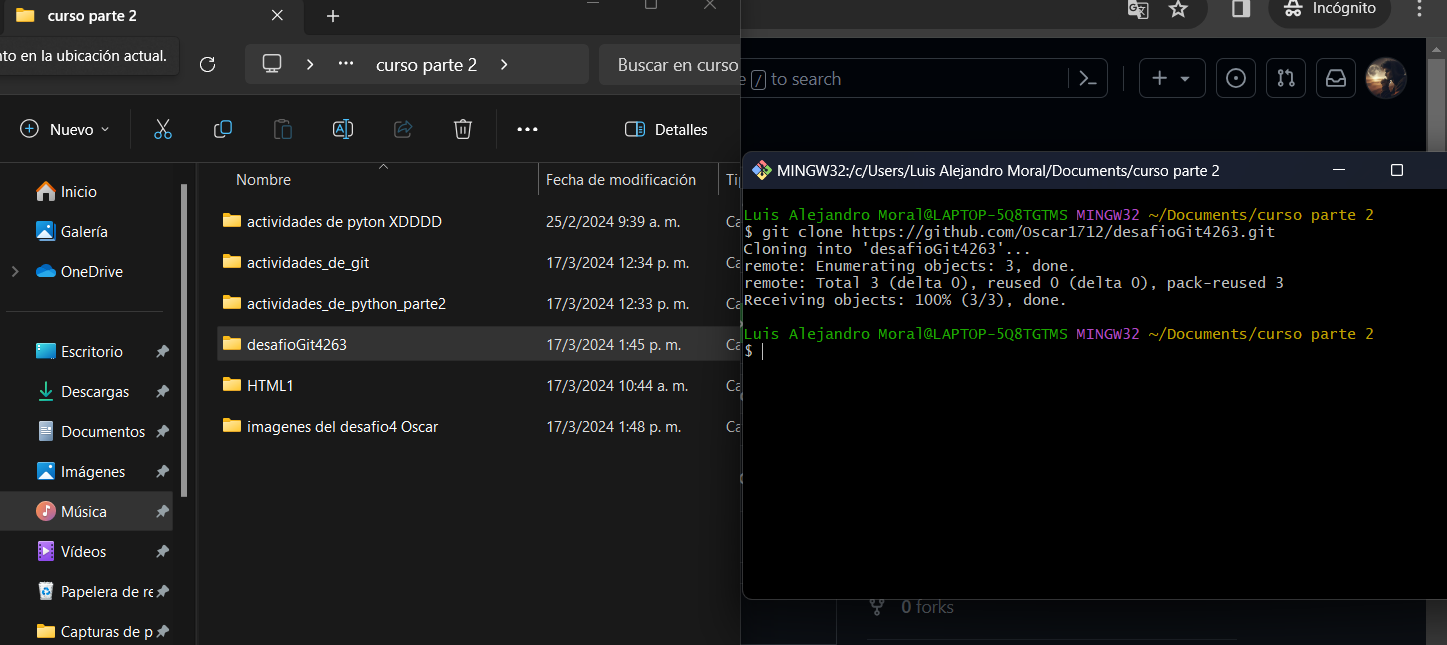 curso parte 2
nto en la ubicación actual.
curso parte 2
Buscar en curso
Nuevo
Detalles
Inicio
Galería
OneDrive
Escritorio
Descargas
Documentos
Imágenes
Música
Vídeos
Papelera de re
Capturas de p
Nombre
Fecha de modificación
Ti
actividades de pyton XDDDD
25/2/2024 9:39 a. m.
Ca
actividades_de_git
17/3/2024 12:34 p. m.
Ca
actividades_de_python_parte2
17/3/2024 12:33 p. m.
Ca
desafioGit4263
17/3/2024 1:45 p. m.
Ca
HTML1
17/3/2024 10:44 a. m.
Ca
imagenes del desafio4 Oscar
17/3/2024 1:48 p. m.
Ca
Incógnito
e / to search
MINGW32:/c/Users/Luis Alejandro Moral/Documents/curso parte 2
Luis Alejandro Moral@LAPTOP-5Q8TGTMS MINGW32 ~/Documents/curso parte 2
$ git clone https://github.com/Oscar1712/desafioGit4263.git
Cloning into 'desafioGit4263'...
remote: Enumerating objects: 3, done.
remote: Total 3 (delta 0), reused 0 (delta 0), pack-reused 3
Receiving objects: 100% (3/3), done.
Luis Alejandro Moral@LAPTOP-5Q8TGTMS MINGW32 ~/Documents/curso parte 2
$
0 forks